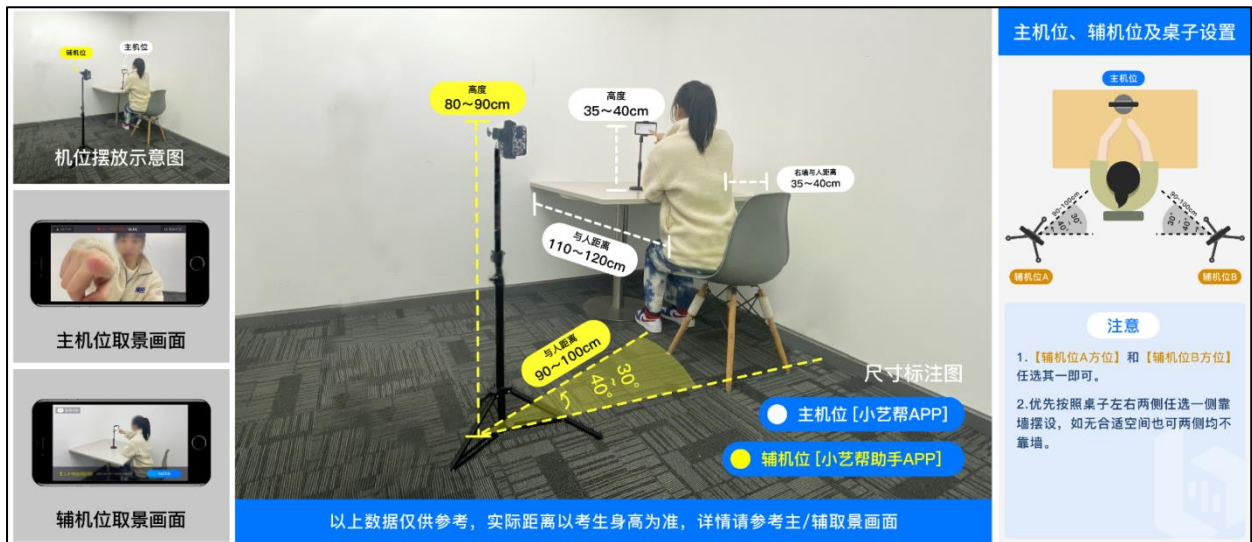 辅机位
主机位
机位摆放示意图
主机位取景画面
辅机位取景画面
高度
80～90cm
高度
35～40cm
右墙与人距离
35～40cm
与人距离
110～120cm
与人距离
90～100cm
30°
~
40°
尺寸标注图
主机位 [小艺帮APP]
辅机位 [小艺帮助手APP]
以上数据仅供参考，实际距离以考生身高为准，详情请参考主/辅取景画面
主机位、辅机位及桌子设置
主机位
90-100cm
30°
~
40°
90-100cm
30°
~
40°
辅机位A
辅机位B
注意
1.【辅机位A方位】和【辅机位B方位】
任选其一即可。
2.优先按照桌子左右两侧任选一侧靠
墙摆设，如无合适空间也可两侧均不
靠墙。